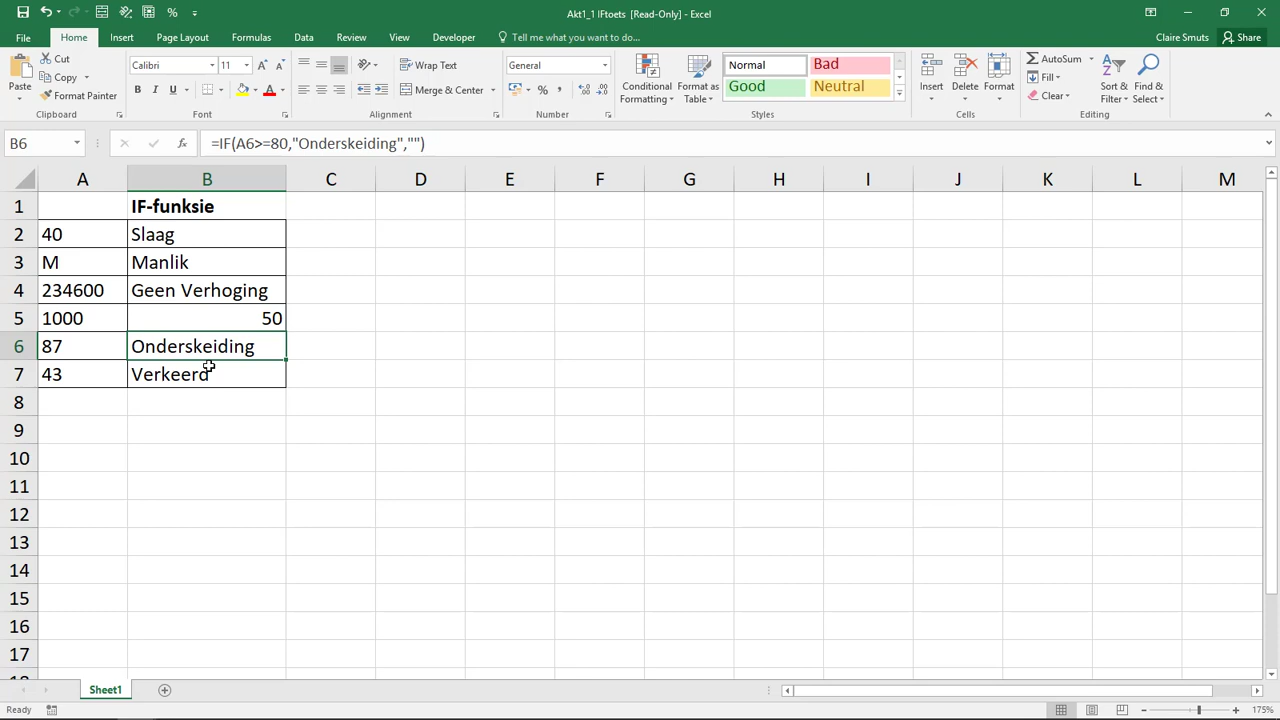 Akt1_1 IFtoets [Read-Only] - Excel
File Home Insert Page Layout Formulas Data Review View Developer Tell me what you want to do... Claire Smuts Share
Paste Cut Copy Format Painter Clipboard
Calibri 11 B I U A Font
Wrap Text Merge & Center Alignment
General % Number
Conditional Formatting Format as Table Normal Bad Good Neutral Styles
Insert Delete Format Cells
AutoSum Fill Clear Sort & Filter Find & Select Editing
B6 fx =IF(A6>=80,"Onderskeiding","")
A B C D E F G H I J K L M
1 IF-funksie
2 40 Slaag
3 M Manlik
4 234600 Geen Verhoging
5 1000 50
6 87 Onderskeiding
7 43 Verkeerd
8
9
10
11
12
13
14
15
16
17
Sheet1
Ready 175%